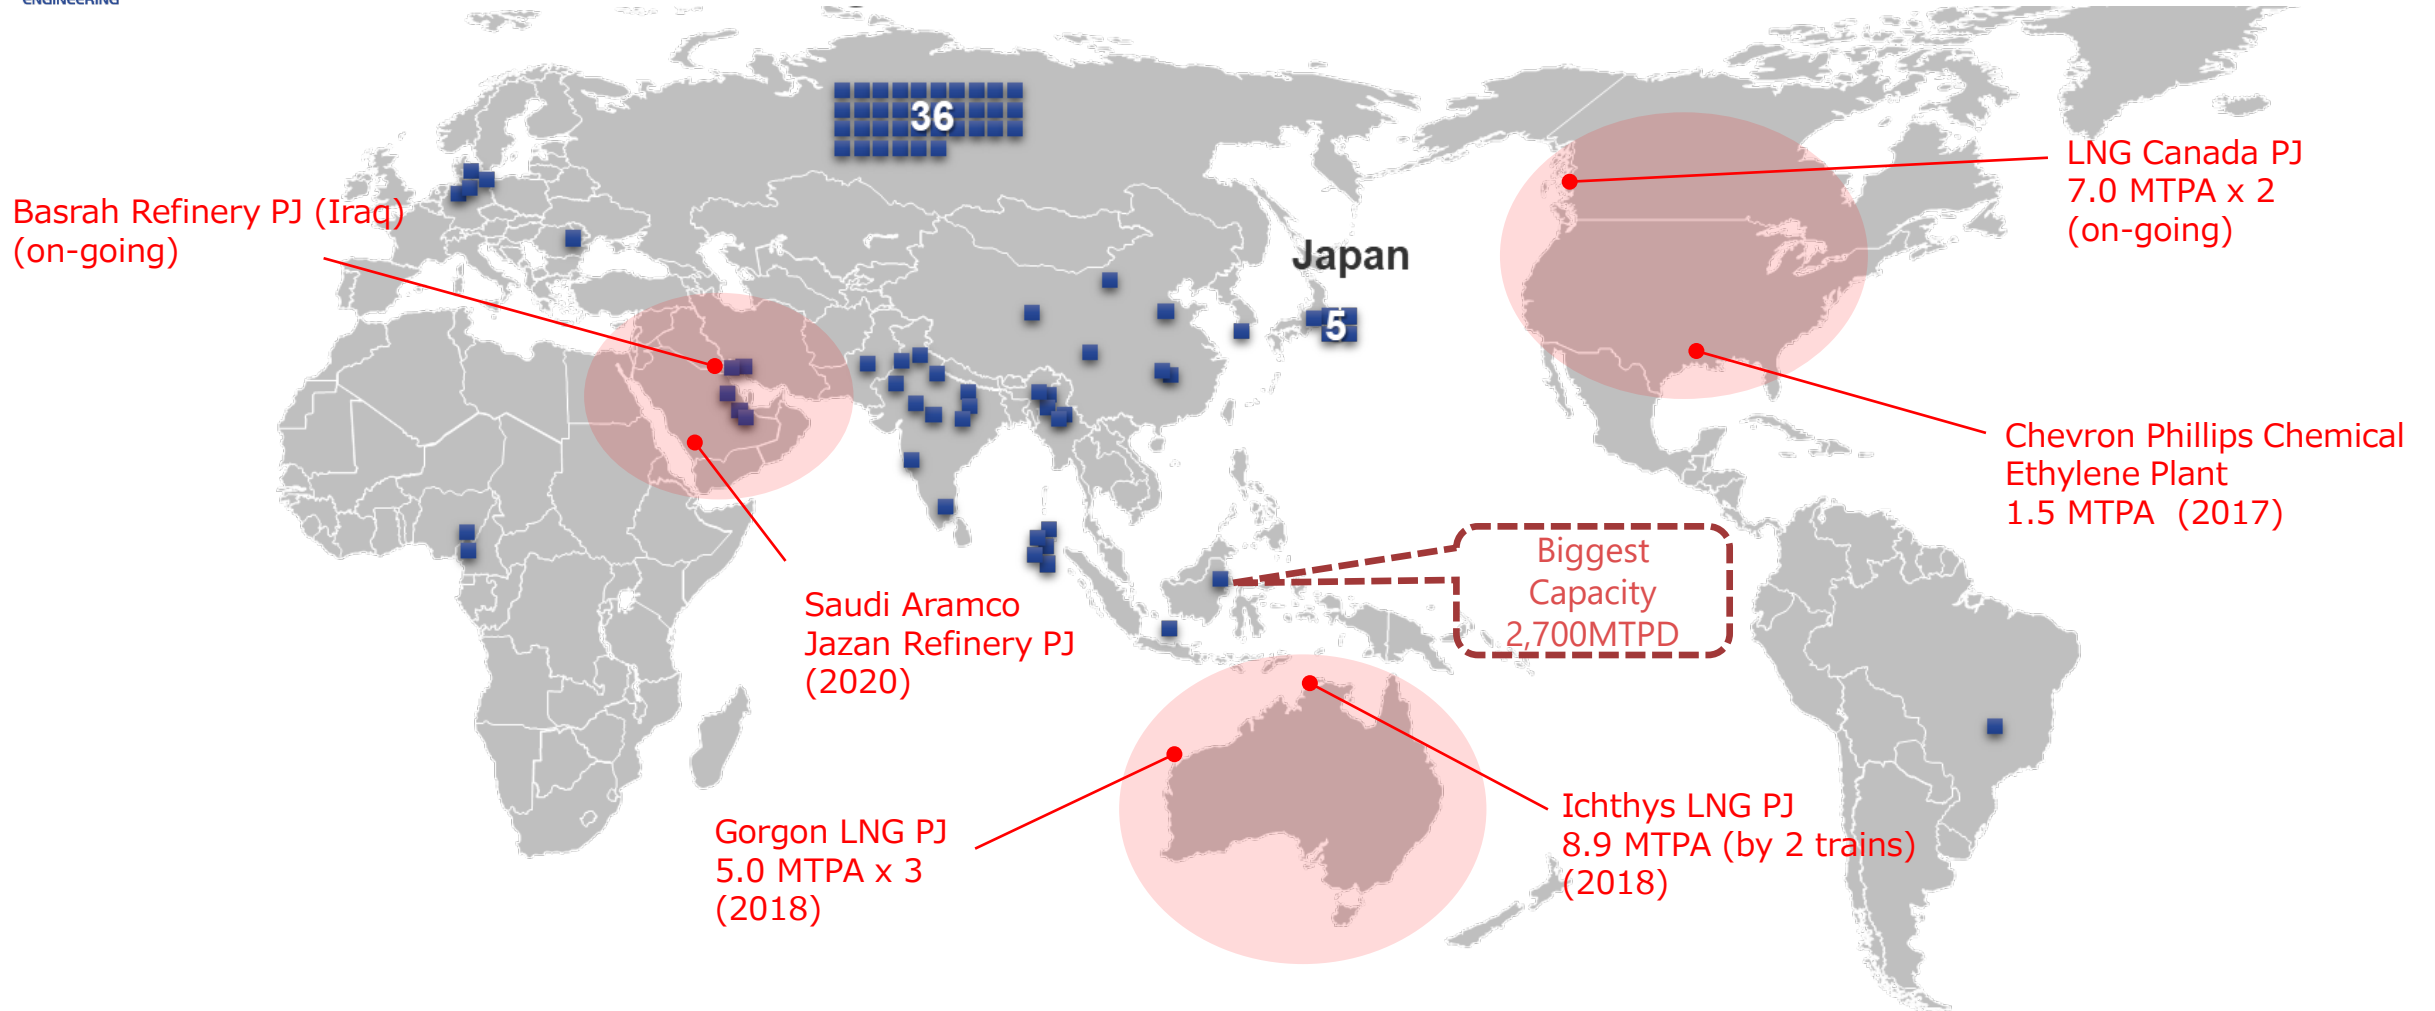 ENGINEERING
36
Basrah Refinery PJ (Iraq)
(on-going)
Japan
5
LNG Canada PJ
7.0 MTPA x 2
(on-going)
Chevron Phillips Chemical
Ethylene Plant
1.5 MTPA (2017)
Biggest
Capacity
2,700MTPD
Saudi Aramco
Jazan Refinery PJ
(2020)
Gorgon LNG PJ
5.0 MTPA x 3
(2018)
Ichthys LNG PJ
8.9 MTPA (by 2 trains)
(2018)